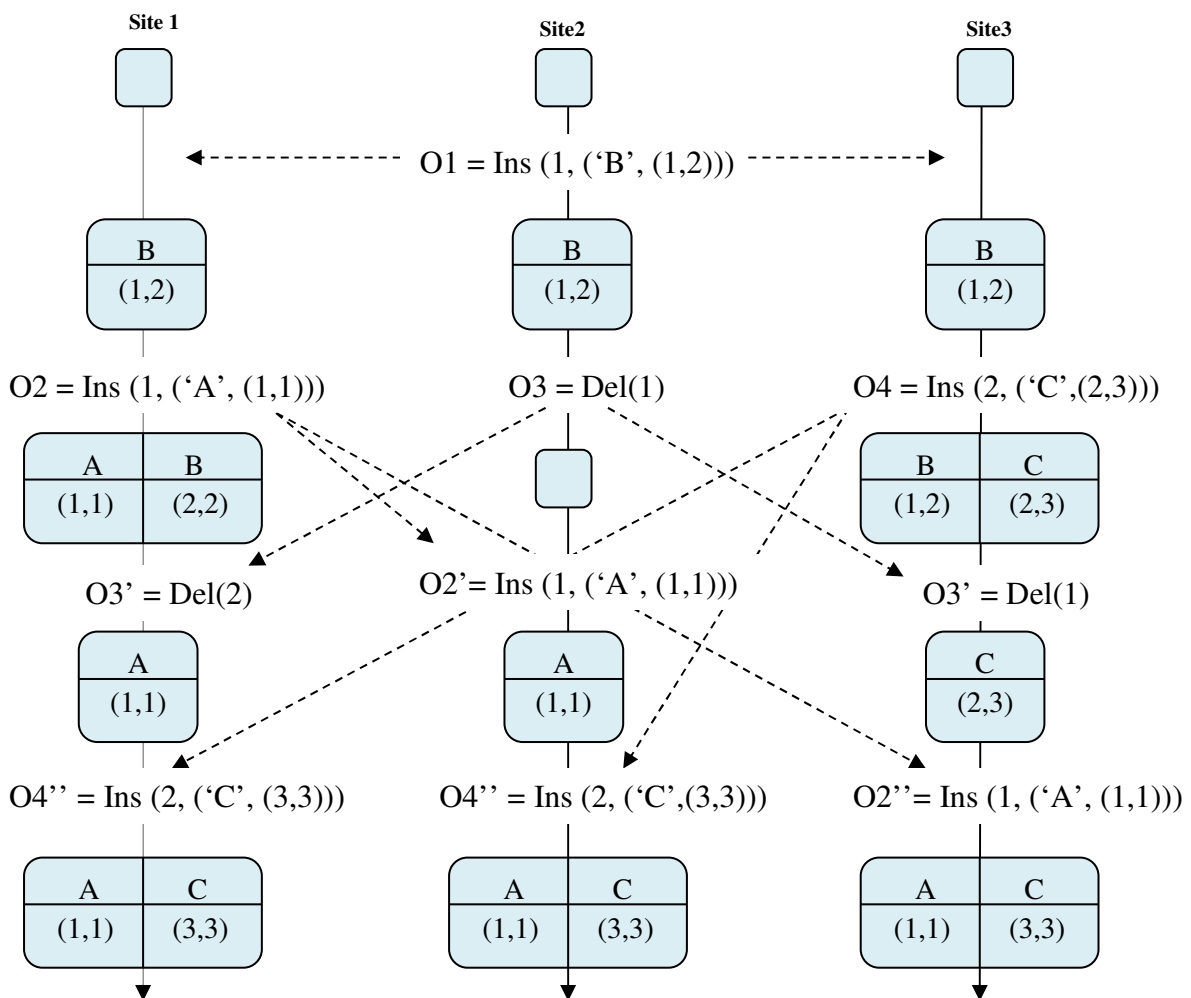 Site 1 Site2 Site3
O1 = Ins (1, (‘B’, (1,2)))
B B B
(1,2) (1,2) (1,2)
O2 = Ins (1, (‘A’, (1,1))) O3 = Del(1) O4 = Ins (2, (‘C’,(2,3)))
A B B C
(1,1) (2,2) (1,2) (2,3)
O3’ = Del(2) O2’= Ins (1, (‘A’, (1,1))) O3’ = Del(1)
A A C
(1,1) (1,1) (2,3)
O4’’ = Ins (2, (‘C’, (3,3))) O4’’ = Ins (2, (‘C’,(3,3))) O2’’= Ins (1, (‘A’, (1,1)))
A C A C A C
(1,1) (3,3) (1,1) (3,3) (1,1) (3,3)